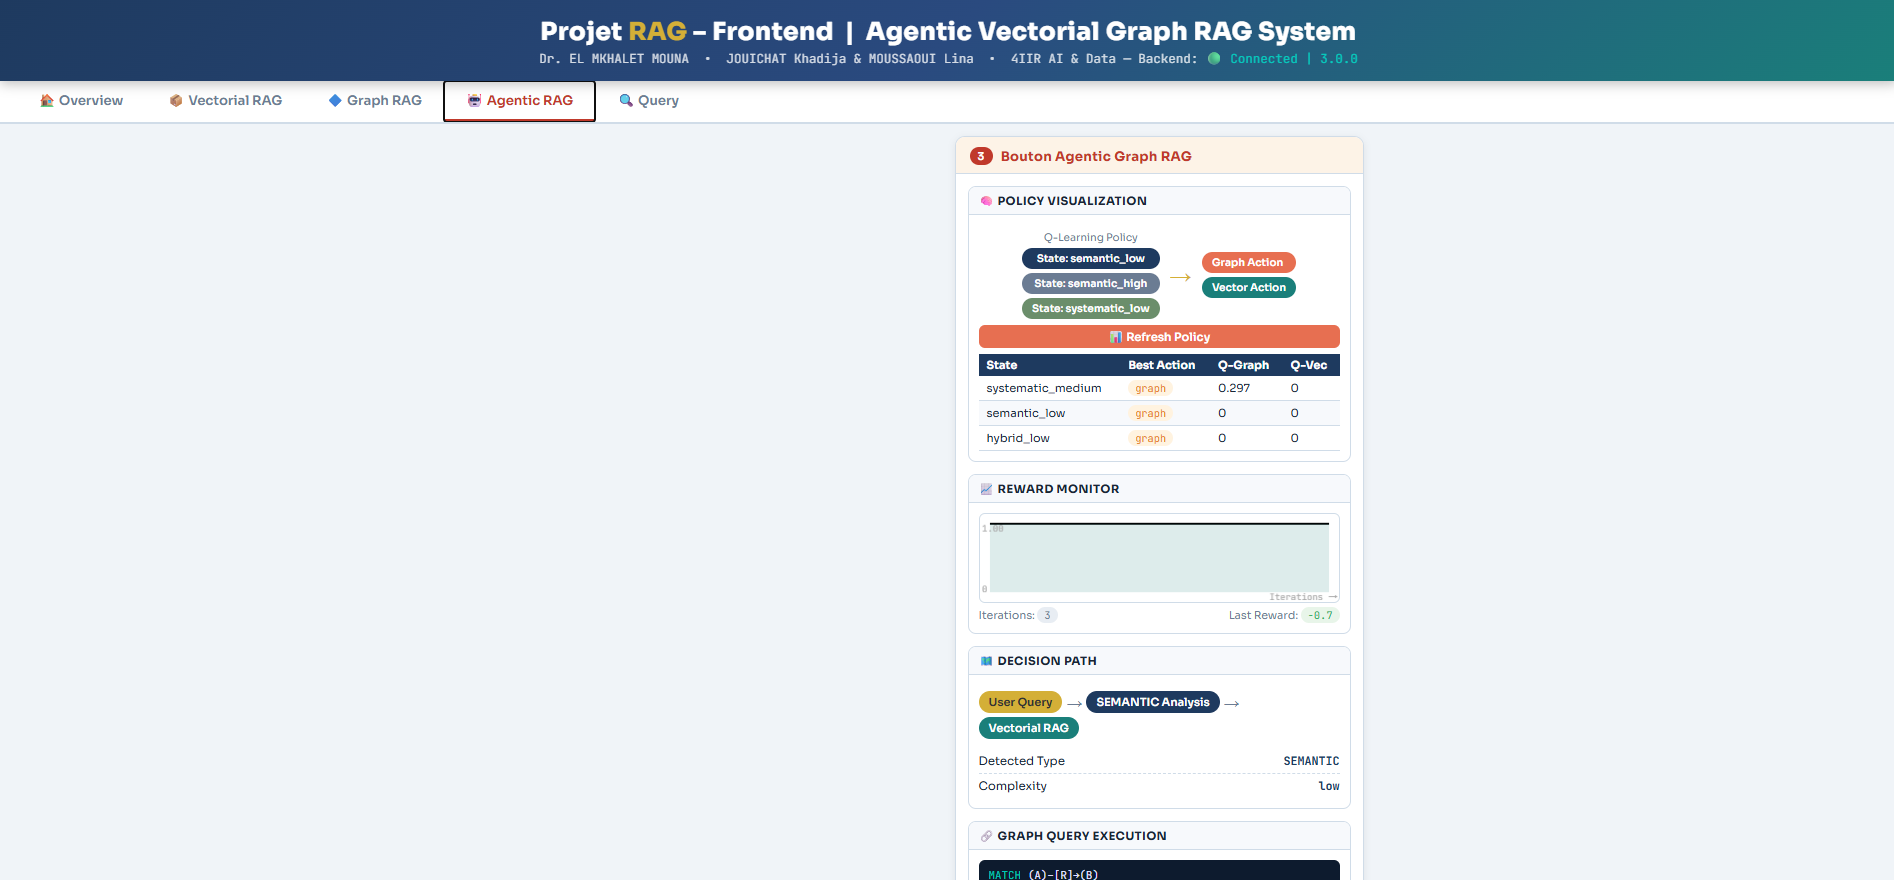 Projet RAG – Frontend | Agentic Vectorial Graph RAG System
Dr. EL MKHALET MOUNA • JOUICHAT Khadija & MOUSSAOUI Lina • 4IIR AI & Data — Backend: Connected | 3.0.0
Overview Vectorial RAG Graph RAG Agentic RAG Query
3 Bouton Agentic Graph RAG
POLICY VISUALIZATION
Q-Learning Policy
State: semantic_low
State: semantic_high
State: systematic_low
→
Graph Action
Vector Action
Refresh Policy
State Best Action Q-Graph Q-Vec
systematic_medium graph 0.297 0
semantic_low graph 0 0
hybrid_low graph 0 0
REWARD MONITOR
1.00
0
Iterations →
Iterations: 3 Last Reward: -0.7
DECISION PATH
User Query → SEMANTIC Analysis →
Vectorial RAG
Detected Type SEMANTIC
Complexity low
GRAPH QUERY EXECUTION
MATCH (A)-[R]→(B)